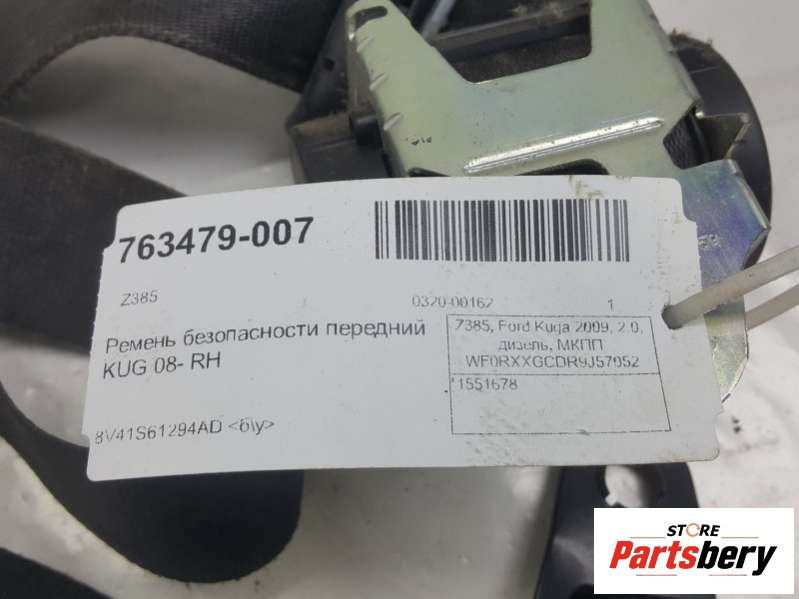 763479-007
Z385
0320-00162
1
Ремень безопасности передний
KUG 08- RH
7385, Ford Kuga 2009, 2.0,
дизель, МКПП
WF0RXXGCDR9J57052
*1551678
8V41S61294AD <б\у>
STORE
Partsbery